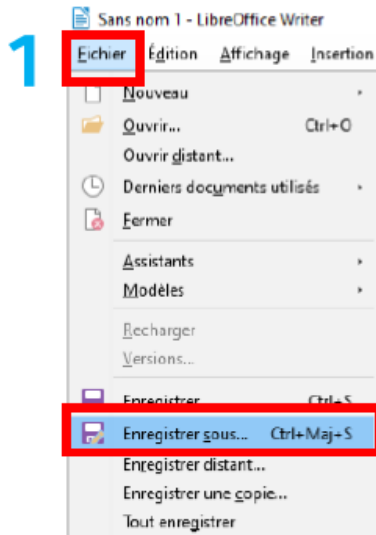 Sans nom 1 - LibreOffice Writer
1
Fichier Édition Affichage Insertion
Nouveau
Ouvrir... Ctrl+O
Ouvrir distant...
Derniers documents utilisés
Fermer
Assistants
Modèles
Recharger
Versions...
Enregistrer Ctrl+S
Enregistrer sous... Ctrl+Maj+S
Enregistrer distant...
Enregistrer une copie...
Tout enregistrer